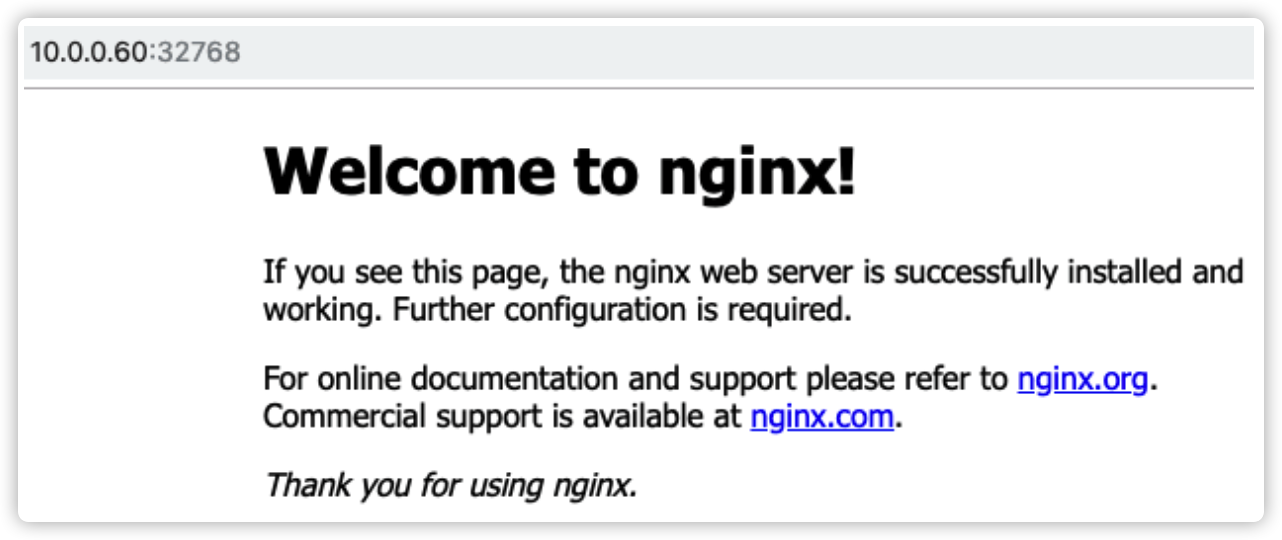 10.0.0.60:32768
Welcome to nginx!
If you see this page, the nginx web server is successfully installed and
working. Further configuration is required.
For online documentation and support please refer to nginx.org.
Commercial support is available at nginx.com.
Thank you for using nginx.